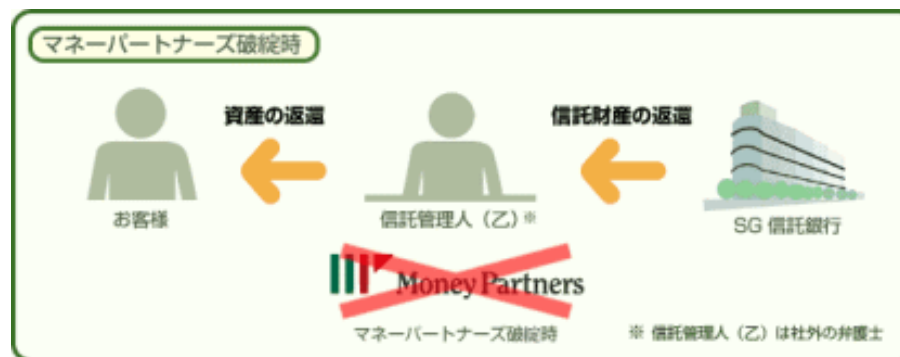 マネーパートナーズ破綻時
資産の返還
信託財産の返還
お客様
信託管理人（乙）※
SG 信託銀行
Money Partners
マネーパートナーズ破綻時
※ 信託管理人（乙）は社外の弁護士